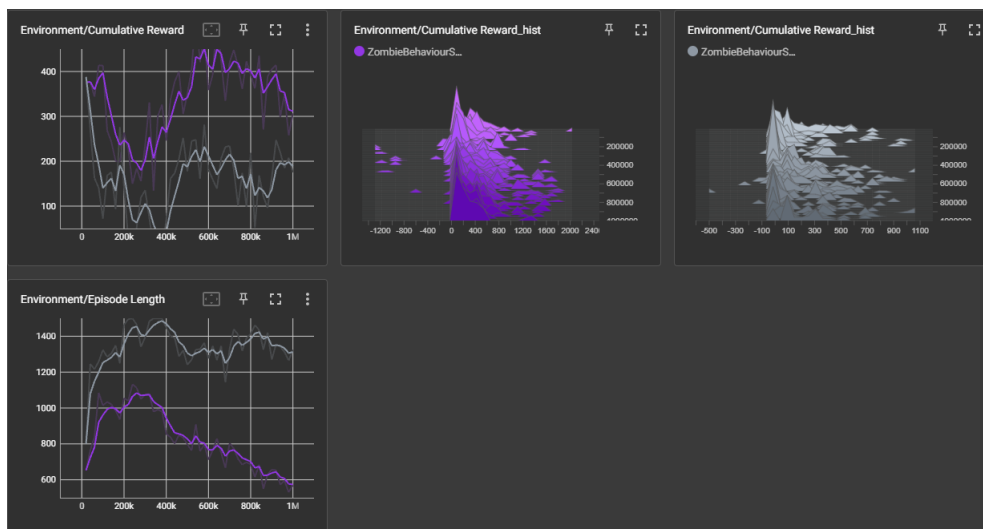 Environment/Cumulative Reward
400
300
200
100
0 200k 400k 600k 800k 1M
Environment/Cumulative Reward_hist
ZombieBehaviourS...
200000
400000
600000
800000
-1200 -800 -400 0 400 800 1200 1600 2000 240
Environment/Cumulative Reward_hist
ZombieBehaviourS...
200000
400000
600000
800000
-500 -300 -100 100 300 500 700 900 1100
Environment/Episode Length
1400
1200
1000
800
600
0 200k 400k 600k 800k 1M